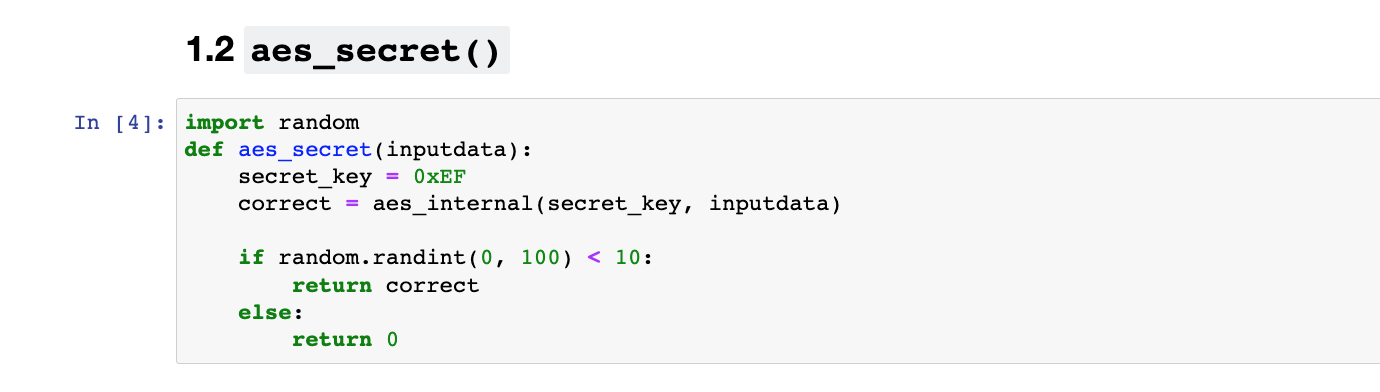 1.2 aes_secret()
In [4]: import random
def aes_secret(inputdata):
    secret_key = 0xEF
    correct = aes_internal(secret_key, inputdata)

    if random.randint(0, 100) < 10:
        return correct
    else:
        return 0